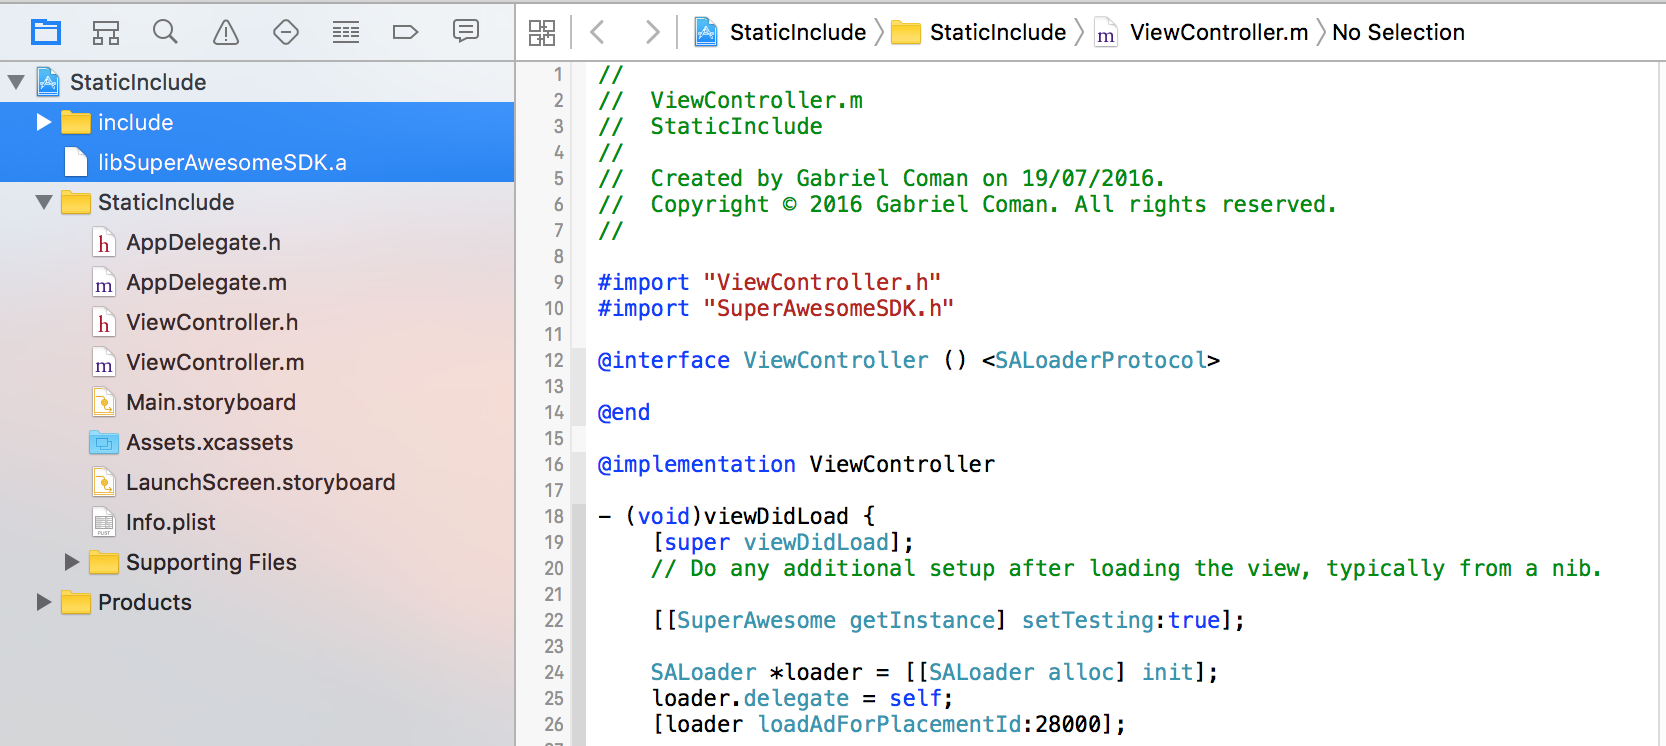 StaticInclude
include
libSuperAwesomeSDK.a
StaticInclude
h AppDelegate.h
m AppDelegate.m
h ViewController.h
m ViewController.m
Main.storyboard
Assets.xcassets
LaunchScreen.storyboard
PLIST Info.plist
Supporting Files
Products
StaticInclude StaticInclude m ViewController.m No Selection
1 //
2 //  ViewController.m
3 //  StaticInclude
4 //
5 //  Created by Gabriel Coman on 19/07/2016.
6 //  Copyright © 2016 Gabriel Coman. All rights reserved.
7 //
8
9 #import "ViewController.h"
10 #import "SuperAwesomeSDK.h"
11
12 @interface ViewController () <SALoaderProtocol>
13
14 @end
15
16 @implementation ViewController
17
18 - (void)viewDidLoad {
19     [super viewDidLoad];
20     // Do any additional setup after loading the view, typically from a nib.
21
22     [[SuperAwesome getInstance] setTesting:true];
23
24     SALoader *loader = [[SALoader alloc] init];
25     loader.delegate = self;
26     [loader loadAdForPlacementId:28000];